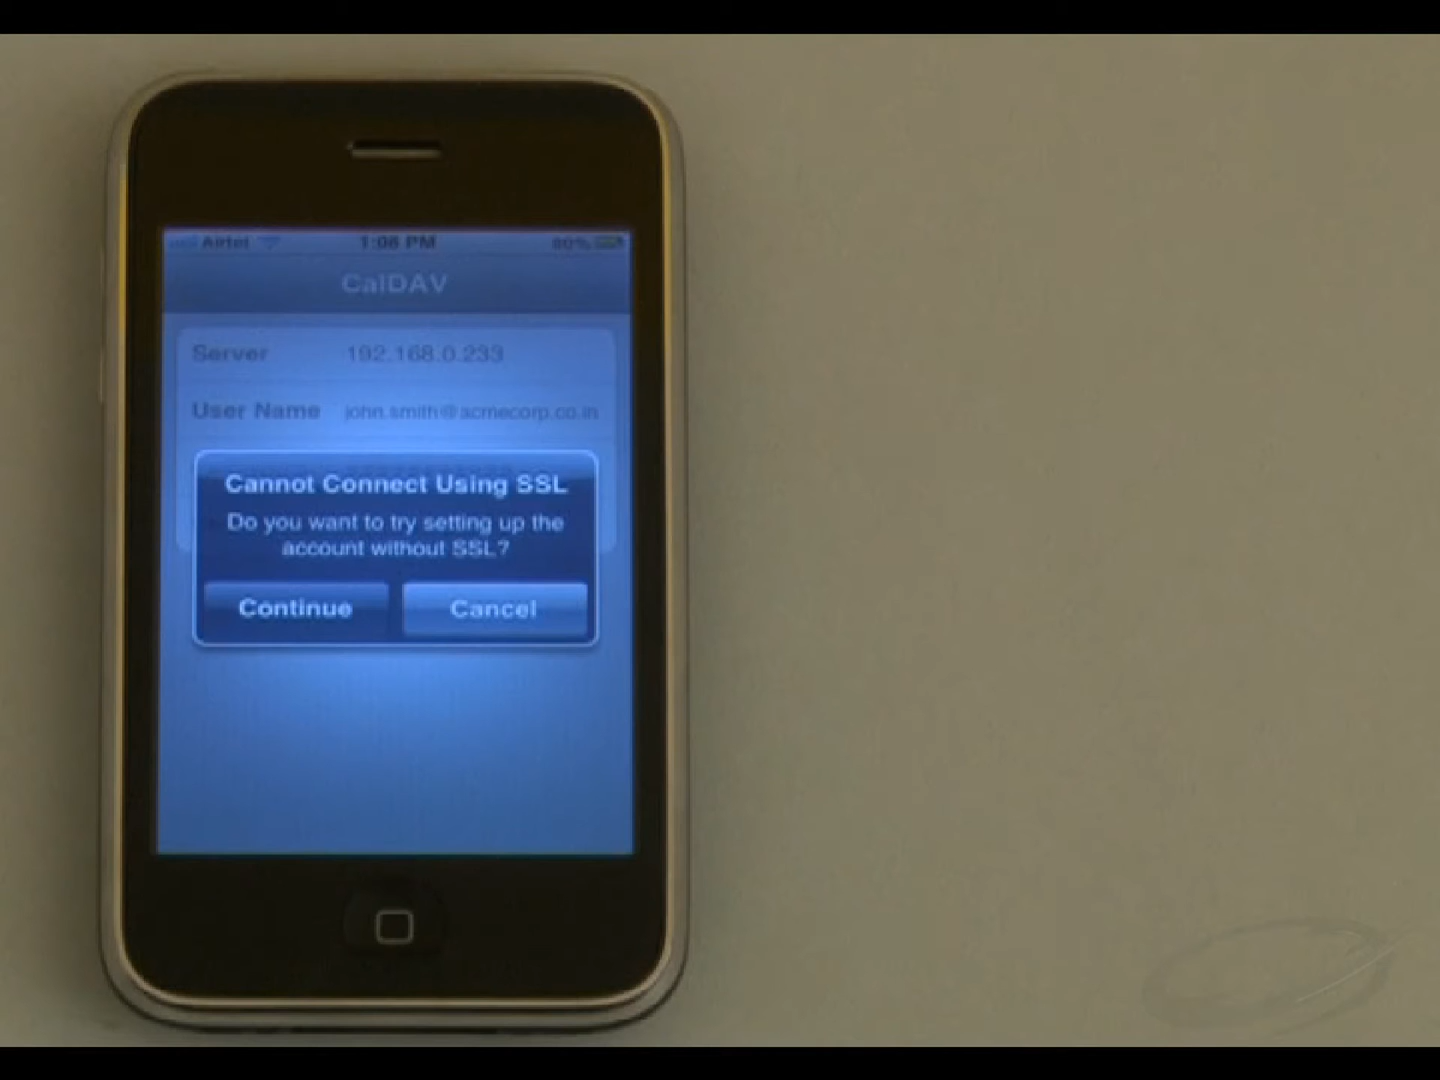 Airtel 1:06 PM 80%
CalDAV
Server 192.168.0.233
User Name john.smith@acmecorp.co.in
Cannot Connect Using SSL
Do you want to try setting up the
account without SSL?
Continue Cancel